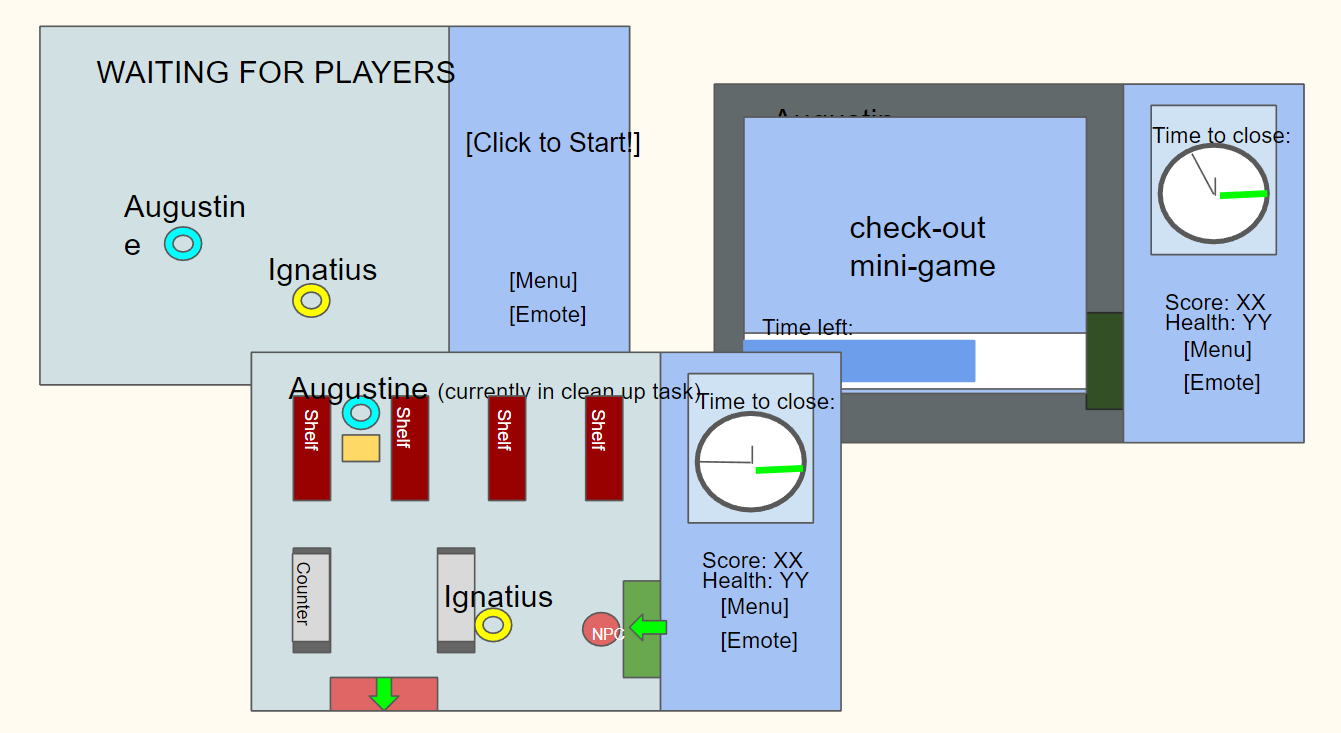 WAITING FOR PLAYERS
[Click to Start!]
Augustin
e
Ignatius
[Menu]
[Emote]
Augustin
Time to close:
check-out
mini-game
Time left:
Score: XX
Health: YY
[Menu]
[Emote]
Augustine (currently in clean up task)
Time to close:
Shelf
Shelf
Shelf
Shelf
Counter
Ignatius
NPC
Score: XX
Health: YY
[Menu]
[Emote]